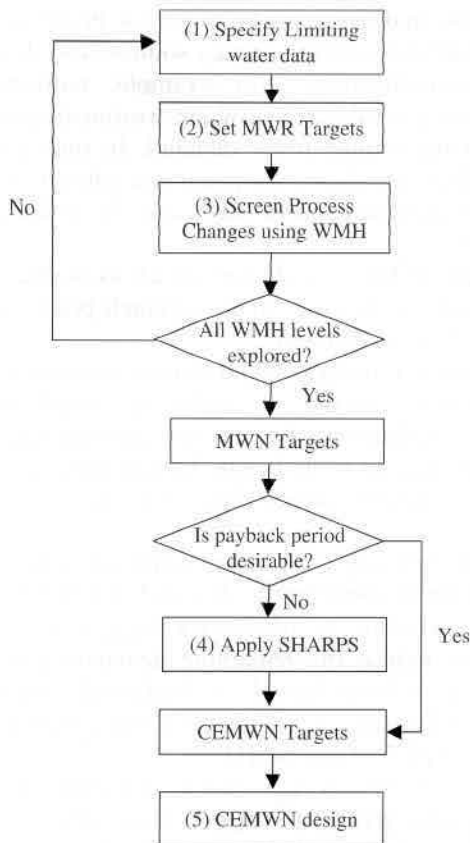 (1) Specify Limiting
water data
(2) Set MWR Targets
No
(3) Screen Process
Changes using WMH
All WMH levels
explored?
Yes
MWN Targets
Is payback period
desirable?
No
Yes
(4) Apply SHARPS
CEMWN Targets
(5) CEMWN design